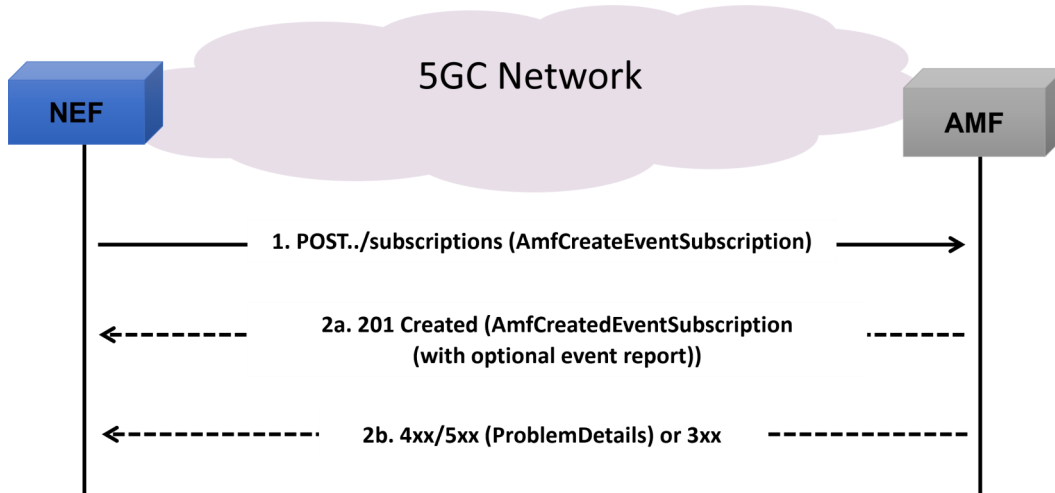 5GC Network
NEF
AMF
1. POST../subscriptions (AmfCreateEventSubscription)
2a. 201 Created (AmfCreatedEventSubscription
(with optional event report))
2b. 4xx/5xx (ProblemDetails) or 3xx